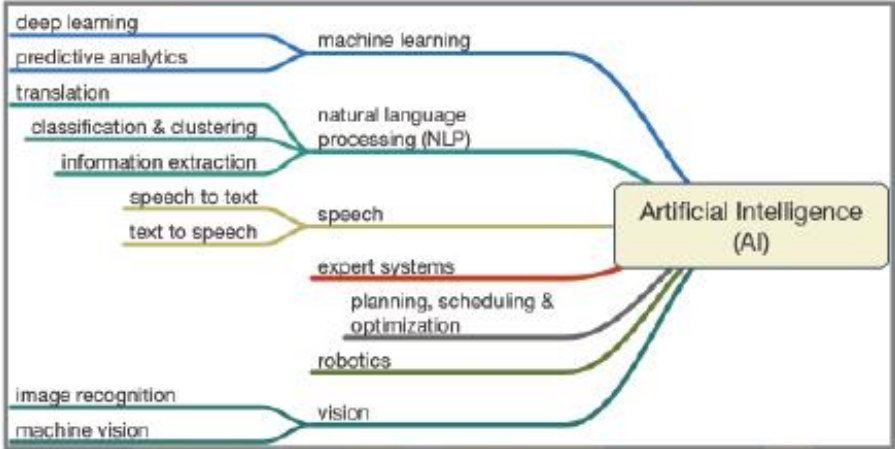 deep learning
predictive analytics
machine learning
translation
classification & clustering
information extraction
natural language
processing (NLP)
speech to text
text to speech
speech
expert systems
planning, scheduling &
optimization
robotics
image recognition
machine vision
vision
Artificial Intelligence
(AI)